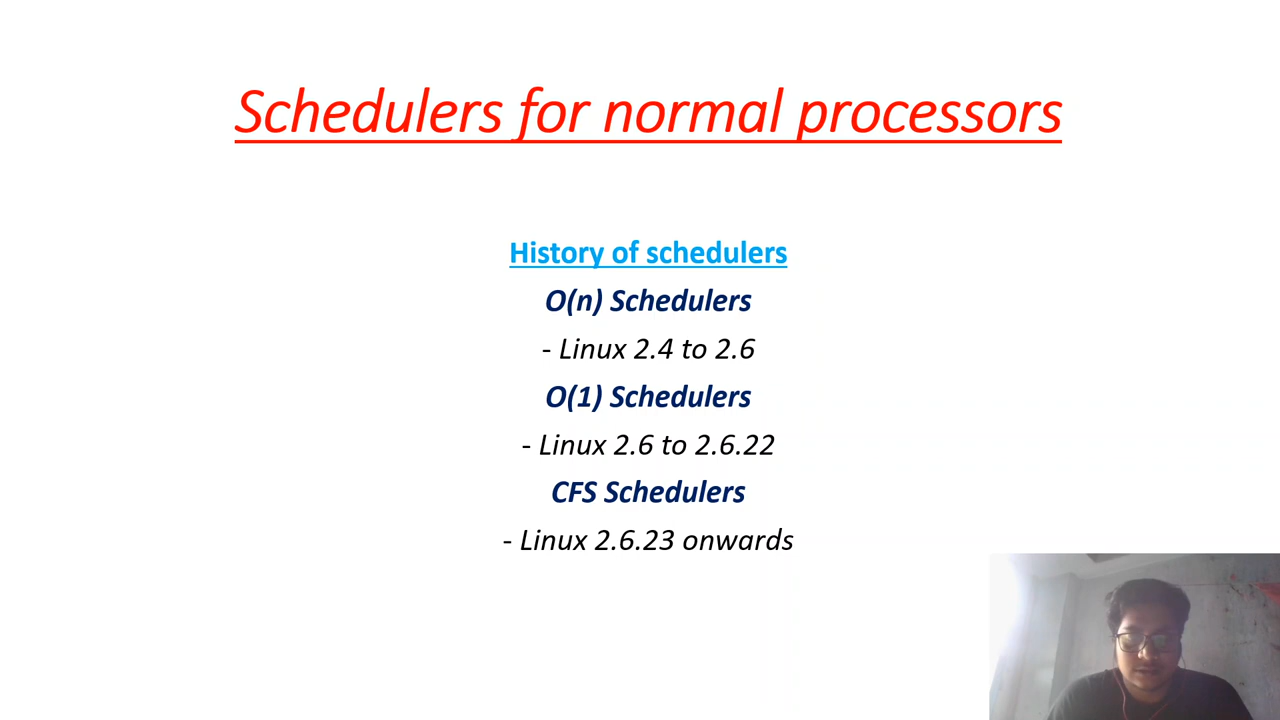 Schedulers for normal processors
History of schedulers
O(n) Schedulers
- Linux 2.4 to 2.6
O(1) Schedulers
- Linux 2.6 to 2.6.22
CFS Schedulers
- Linux 2.6.23 onwards